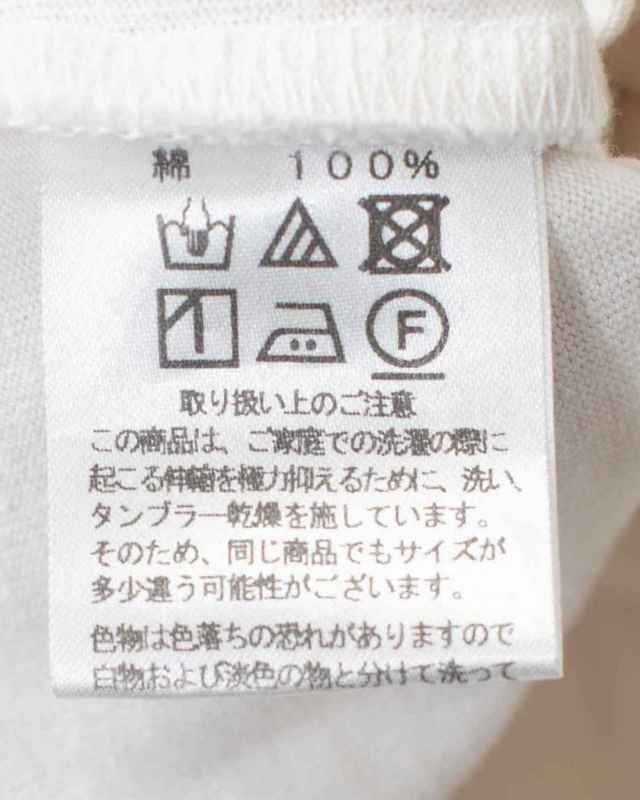 綿 100%
F
取り扱い上のご注意
この商品は、ご家庭での洗濯の際に
起こる伸縮を極力抑えるために、洗い、
タンブラー乾燥を施しています。
そのため、同じ商品でもサイズが
多少違う可能性がございます。
色物は色落ちの恐れがありますので
白物および淡色の物と分けて洗って